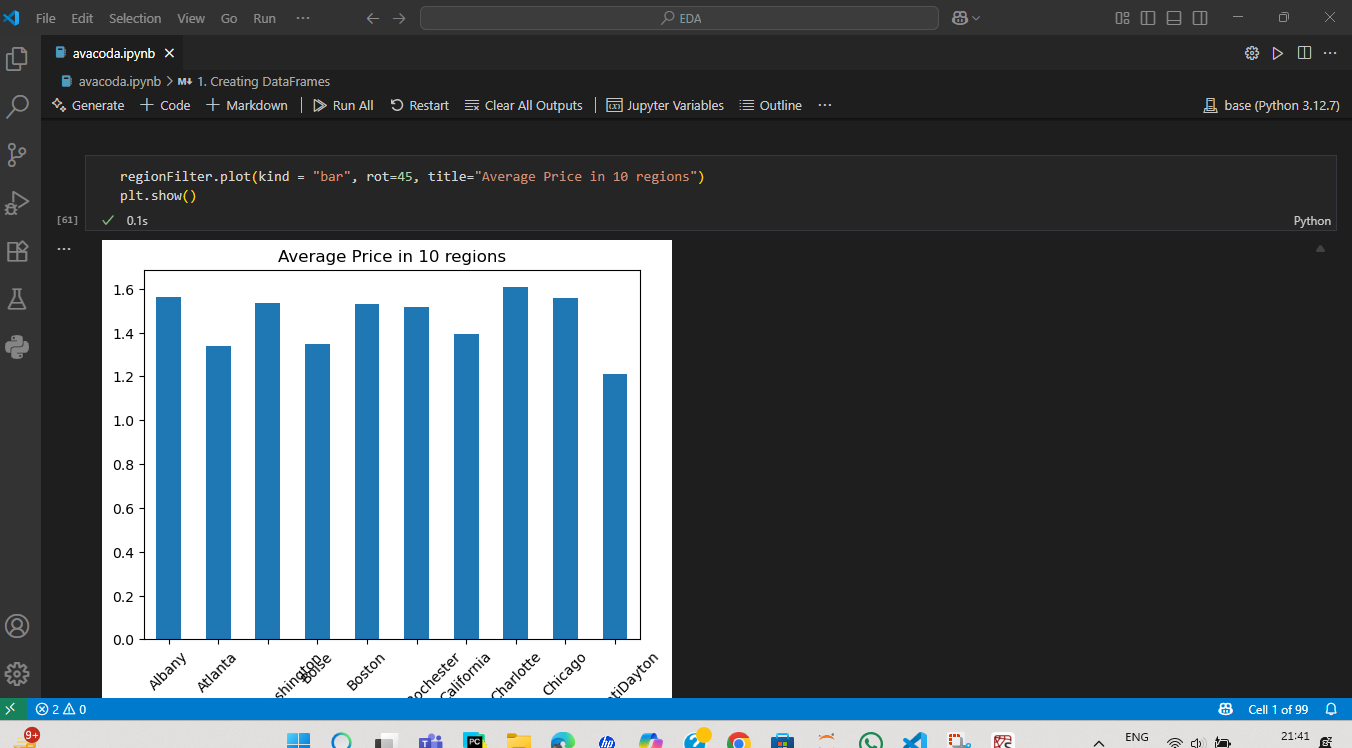 File Edit Selection View Go Run ··· EDA
avacoda.ipynb
avacoda.ipynb > M↓ 1. Creating DataFrames
Generate + Code + Markdown Run All Restart Clear All Outputs Jupyter Variables Outline ··· base (Python 3.12.7)
regionFilter.plot(kind = "bar", rot=45, title="Average Price in 10 regions")
plt.show()
[61] 0.1s Python
Average Price in 10 regions
1.6
1.4
1.2
1.0
0.8
0.6
0.4
0.2
0.0
Albany Atlanta shington Boise Boston ochester California Charlotte Chicago tiDayton
2 0 Cell 1 of 99
9+ PC ENG 21:41